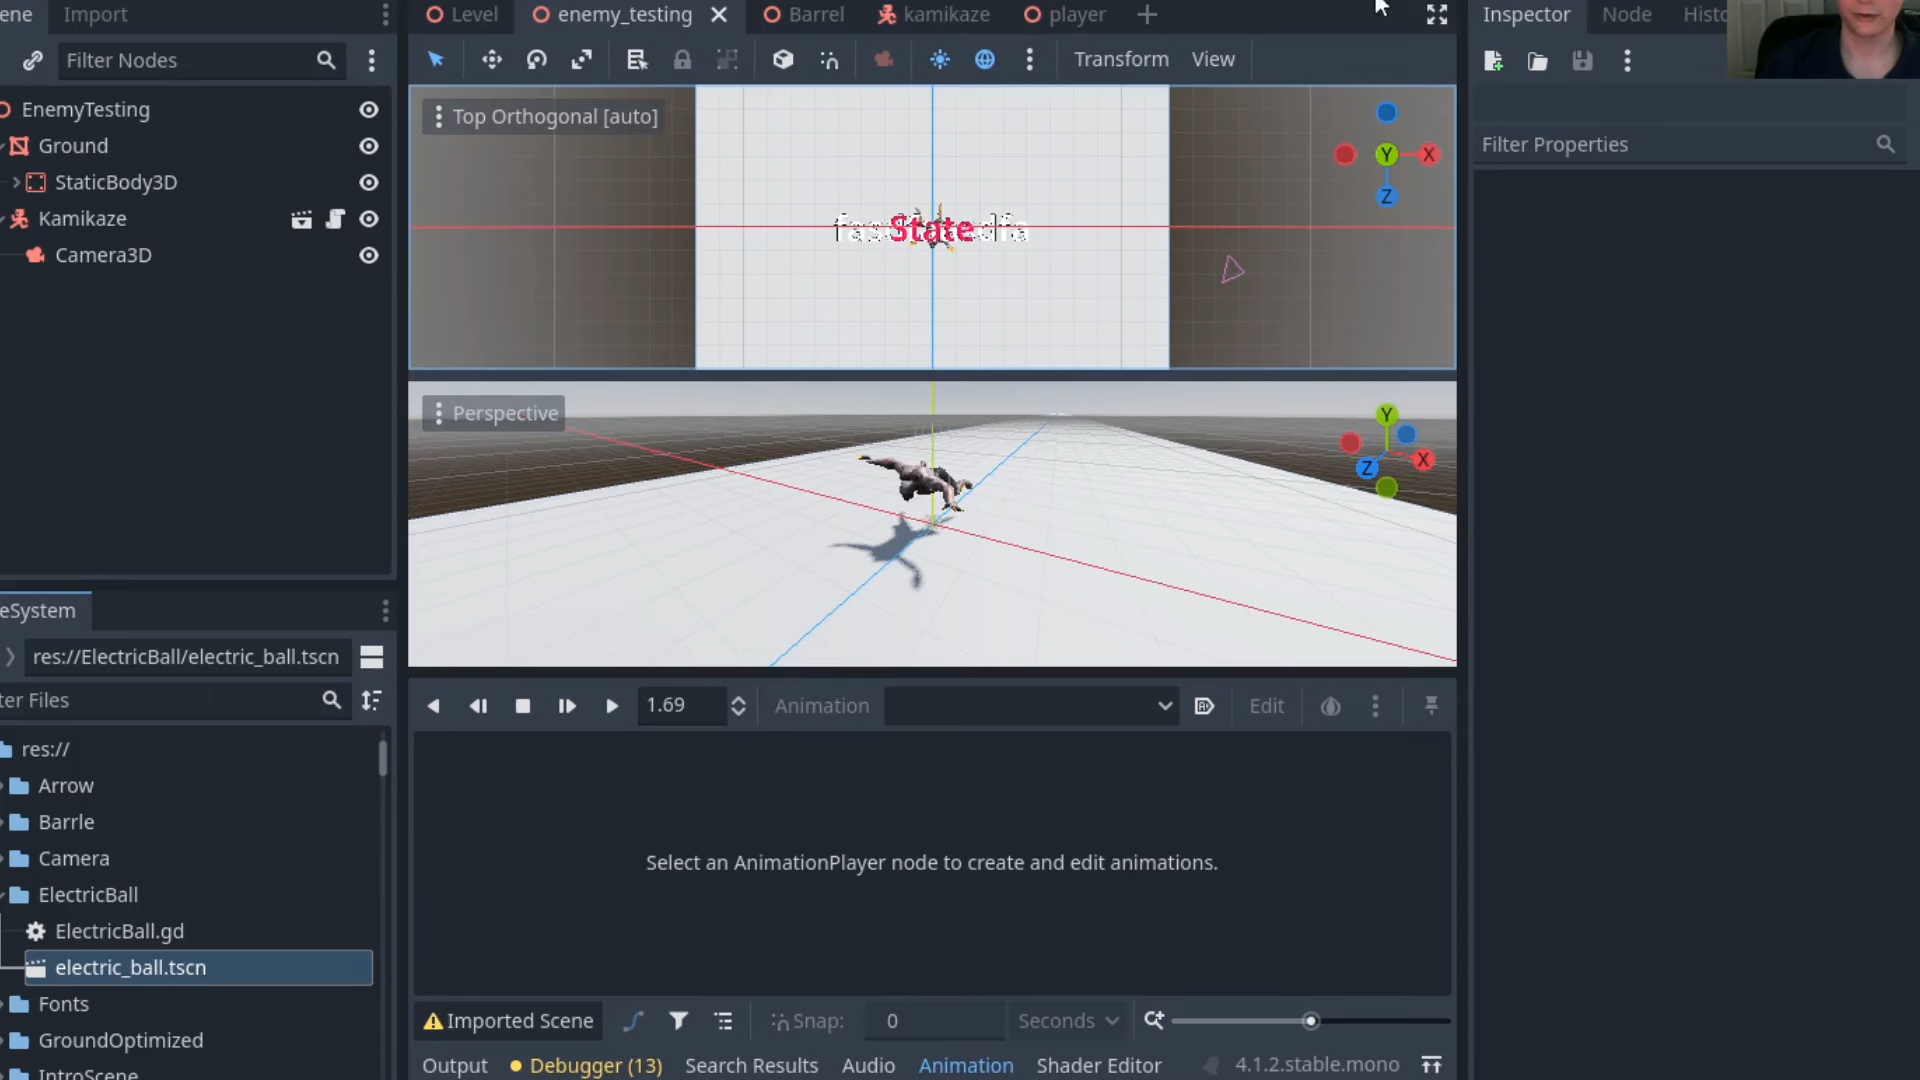 ene
Import
Level
enemy_testing
Barrel
kamikaze
player
Inspector
Node
Histo
Filter Nodes
Transform
View
EnemyTesting
Ground
StaticBody3D
Kamikaze
Camera3D
Top Orthogonal [auto]
State
X
Y
Z
Filter Properties
Perspective
Y
X
Z
eSystem
res://ElectricBall/electric_ball.tscn
ter Files
res://
Arrow
Barrle
Camera
ElectricBall
ElectricBall.gd
electric_ball.tscn
Fonts
GroundOptimized
IntroScene
1.69
Animation
Edit
Select an AnimationPlayer node to create and edit animations.
Imported Scene
Snap:
0
Seconds
Output
Debugger (13)
Search Results
Audio
Animation
Shader Editor
4.1.2.stable.mono